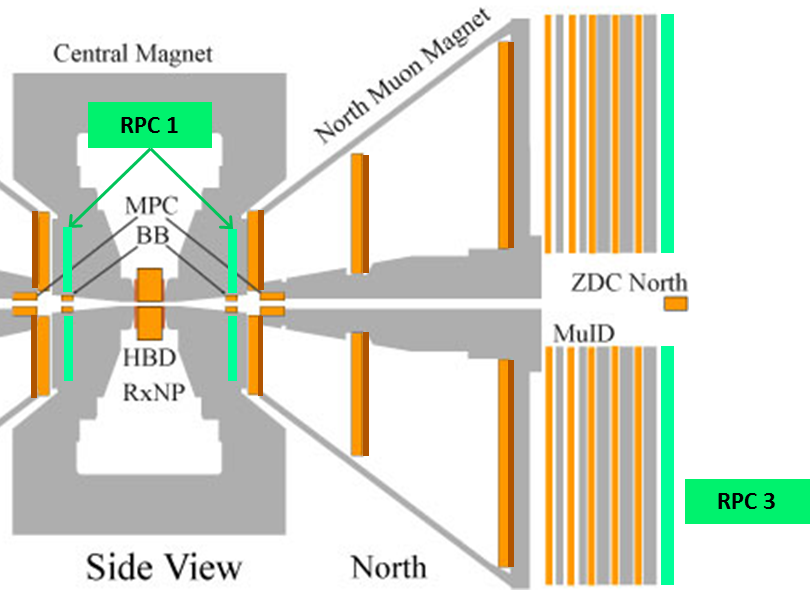 Central Magnet
North Muon Magnet
RPC 1
MPC
BB
ZDC North
MuID
HBD
RxNP
RPC 3
Side View
North